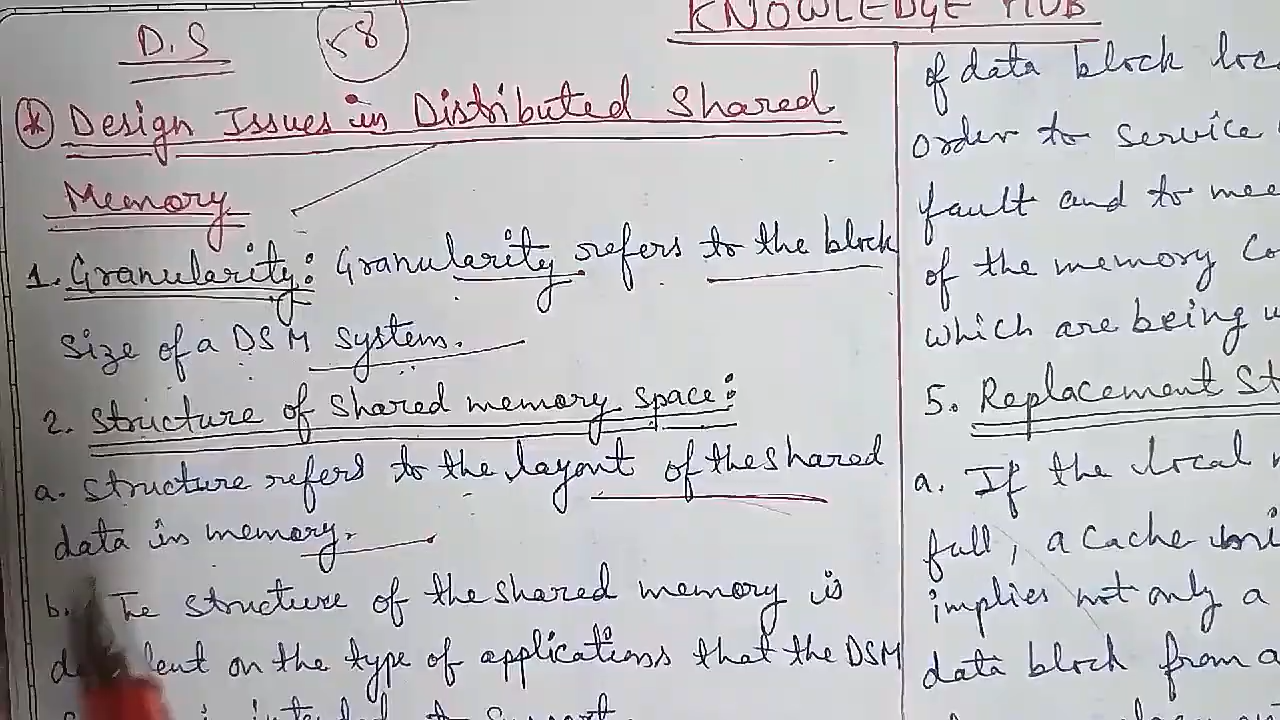 KNOWLEDGE HUB
D.S
58
* Design Issues in Distributed Shared
Memory
1. Granularity: Granularity refers to the block
size of a DSM system.
2. Structure of Shared memory space:
a. Structure refers to the layout of the shared
data in memory.
b. The structure of the shared memory is
on the type of applications that the DSM
intended to support.
of data block
order to service
fault and to
of the memory
which are being
5. Replacement
a. If the local
full, a cache
implies not only a
data block from a